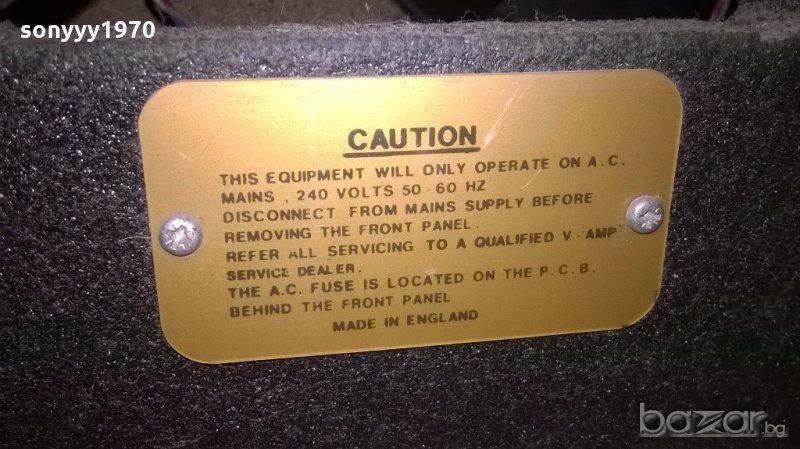 sonyyy1970
CAUTION
THIS EQUIPMENT WILL ONLY OPERATE ON A.C.
MAINS , 240 VOLTS 50-60 HZ
DISCONNECT FROM MAINS SUPPLY BEFORE
REMOVING THE FRONT PANEL.
REFER ALL SERVICING TO A QUALIFIED V-AMP
SERVICE DEALER.
THE A.C. FUSE IS LOCATED ON THE P.C.B.
BEHIND THE FRONT PANEL
MADE IN ENGLAND
bazar.bg